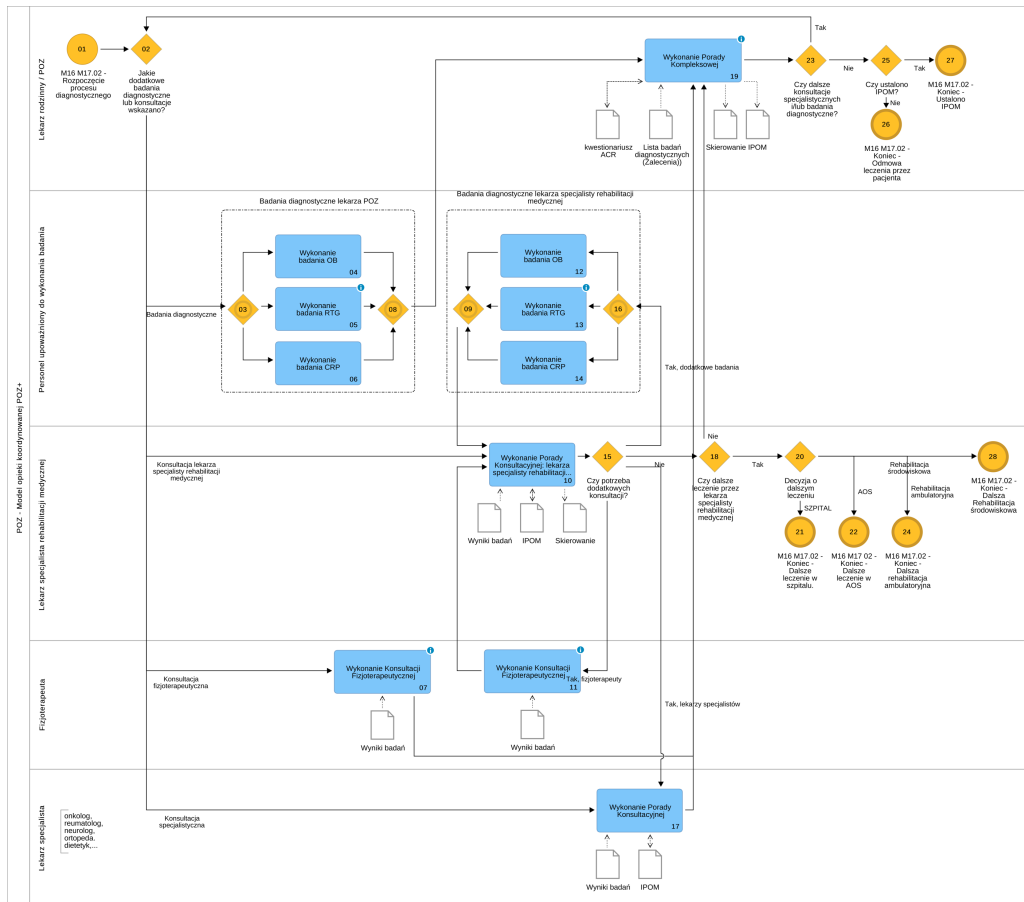 POZ - Model opieki koordynowanej POZ+
Lekarz rodzinny / POZ
01
M16 M17.02 -
Rozpoczęcie
procesu
diagnostycznego
02
Jakie
dodatkowe
badania
diagnostyczne
lub konsultacje
wskazano?
Wykonanie Porady
Kompleksowej
19
kwestionariusz
ACR
Lista badań
diagnostycznych
(Zalecenia))
Skierowanie
IPOM
Tak
23
Czy dalsze
konsultacje
specjalistycznych
i/lub badania
diagnostyczne?
Nie
25
Czy ustalono
IPOM?
Tak
27
M16 M17.02 -
Koniec -
Ustalono
IPOM
Nie
26
M16 M17.02 -
Koniec -
Odmowa
leczenia przez
pacjenta
Personel upoważniony do wykonania badania
Badania diagnostyczne lekarza POZ
Badania diagnostyczne
03
Wykonanie
badania OB
04
Wykonanie
badania RTG
05
Wykonanie
badania CRP
06
08
Badania diagnostyczne lekarza specjalisty rehabilitacji
medycznej
09
Wykonanie
badania OB
12
Wykonanie
badania RTG
13
Wykonanie
badania CRP
14
16
Tak, dodatkowe badania
Lekarz specjalista rehabilitacji medycznej
Konsultacja lekarza
specjalisty rehabilitacji
medycznej
Wykonanie Porady
Konsultacyjnej: lekarza
specjalisty rehabilitacji...
10
Wyniki badań
IPOM
Skierowanie
15
Czy potrzeba
dodatkowych
konsultacji?
Nie
Nie
18
Czy dalsze
leczenie przez
lekarza
specjalisty
rehabilitacji
medycznej
Tak
20
Decyzja o
dalszym
leczeniu
SZPITAL
21
M16 M17.02 -
Koniec -
Dalsze
leczenie w
szpitalu.
AOS
22
M16 M17 02 -
Koniec -
Dalsze
leczenie w
AOS
Rehabilitacja
środowiskowa
Rehabilitacja
ambulatoryjna
24
M16 M17.02 -
Koniec -
Dalsza
rehabilitacja
ambulatoryjna
28
M16 M17.02 -
Koniec -
Dalsza
Rehabilitacja
środowiskowa
Fizjoterapeuta
Konsultacja
fizjoterapeutyczna
Wykonanie Konsultacji
Fizjoterapeutycznej
07
Wyniki badań
Wykonanie Konsultacji
Fizjoterapeutycznej
11
Tak, fizjoterapeuty
Wyniki badań
Tak, lekarzy specjalistów
Lekarz specjalista
onkolog,
reumatolog,
neurolog,
ortopeda.
dietetyk,...
Konsultacja
specjalistyczna
Wykonanie Porady
Konsultacyjnej
17
Wyniki badań
IPOM